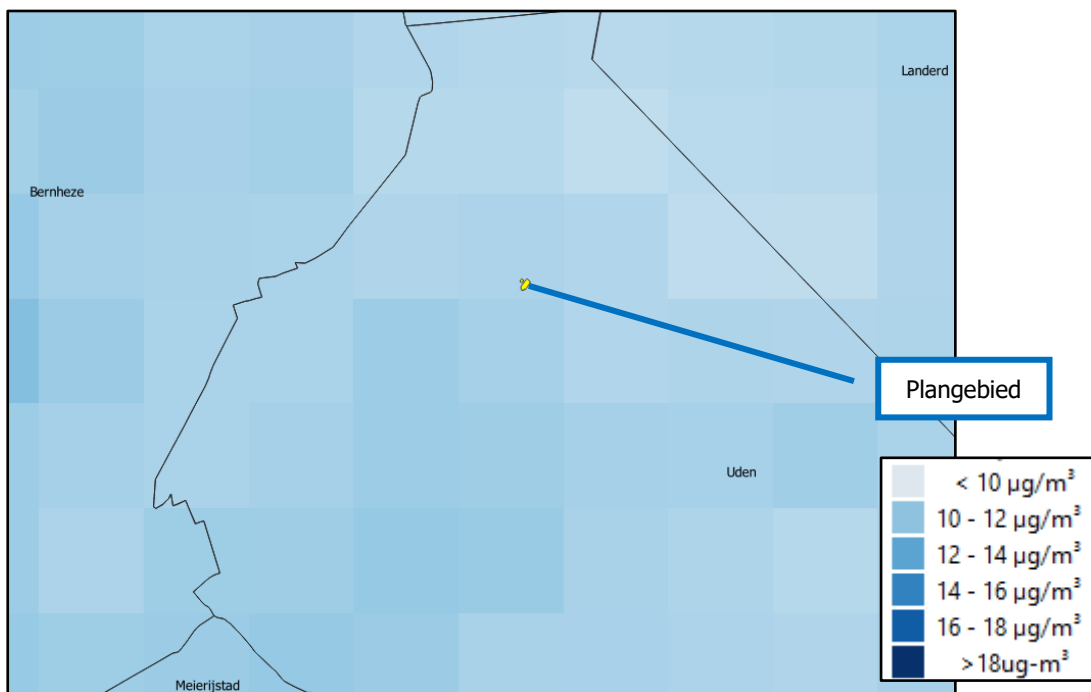 Landerd
Bernheze
Plangebied
Uden
< 10 µg/m³
10 - 12 µg/m³
12 - 14 µg/m³
14 - 16 µg/m³
16 - 18 µg/m³
>18ug-m³
Meierijstad